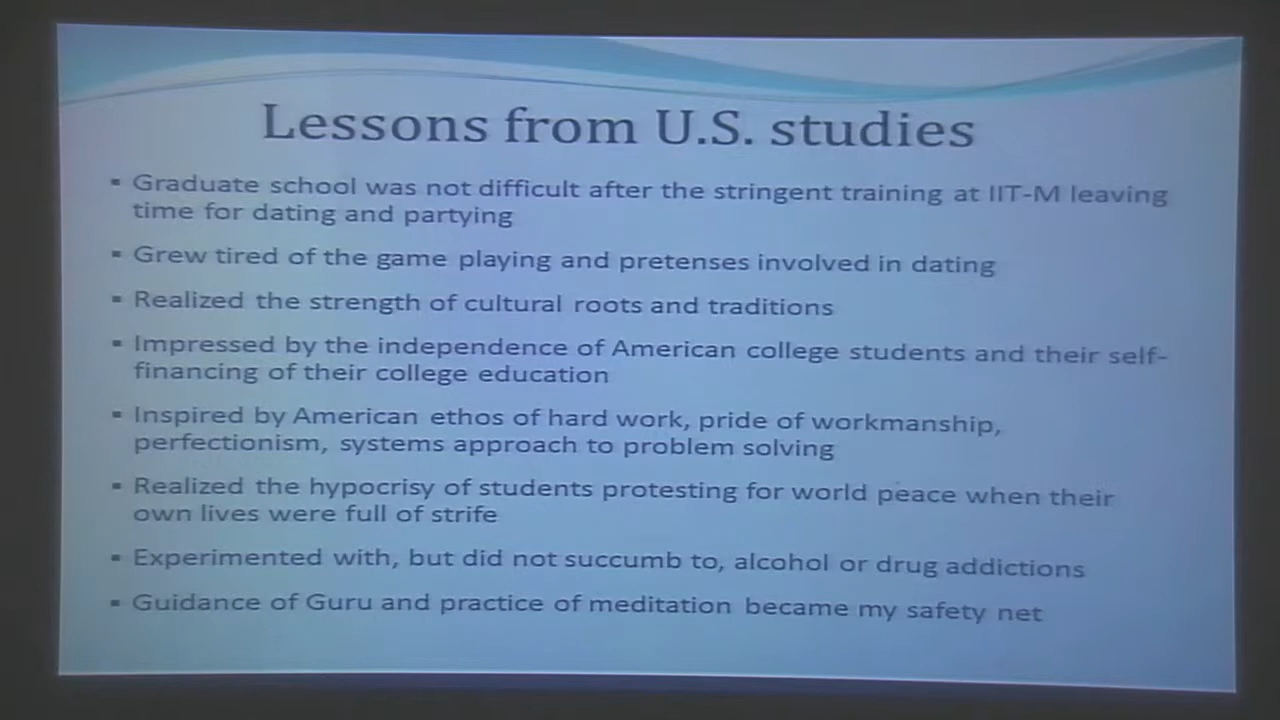 Lessons from U.S. studies
▪ Graduate school was not difficult after the stringent training at IIT-M leaving
time for dating and partying
▪ Grew tired of the game playing and pretenses involved in dating
▪ Realized the strength of cultural roots and traditions
▪ Impressed by the independence of American college students and their self-
financing of their college education
▪ Inspired by American ethos of hard work, pride of workmanship,
perfectionism, systems approach to problem solving
▪ Realized the hypocrisy of students protesting for world peace when their
own lives were full of strife
▪ Experimented with, but did not succumb to, alcohol or drug addictions
▪ Guidance of Guru and practice of meditation became my safety net